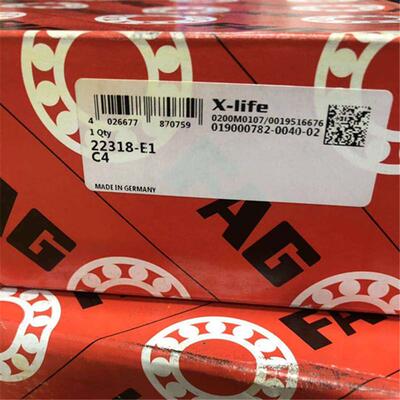 X-life
4 026677 870759
0200M0107/0019516676
1 Qty
019000782-0040-02
22318-E1
C4
MADE IN GERMANY
FAG
FAG